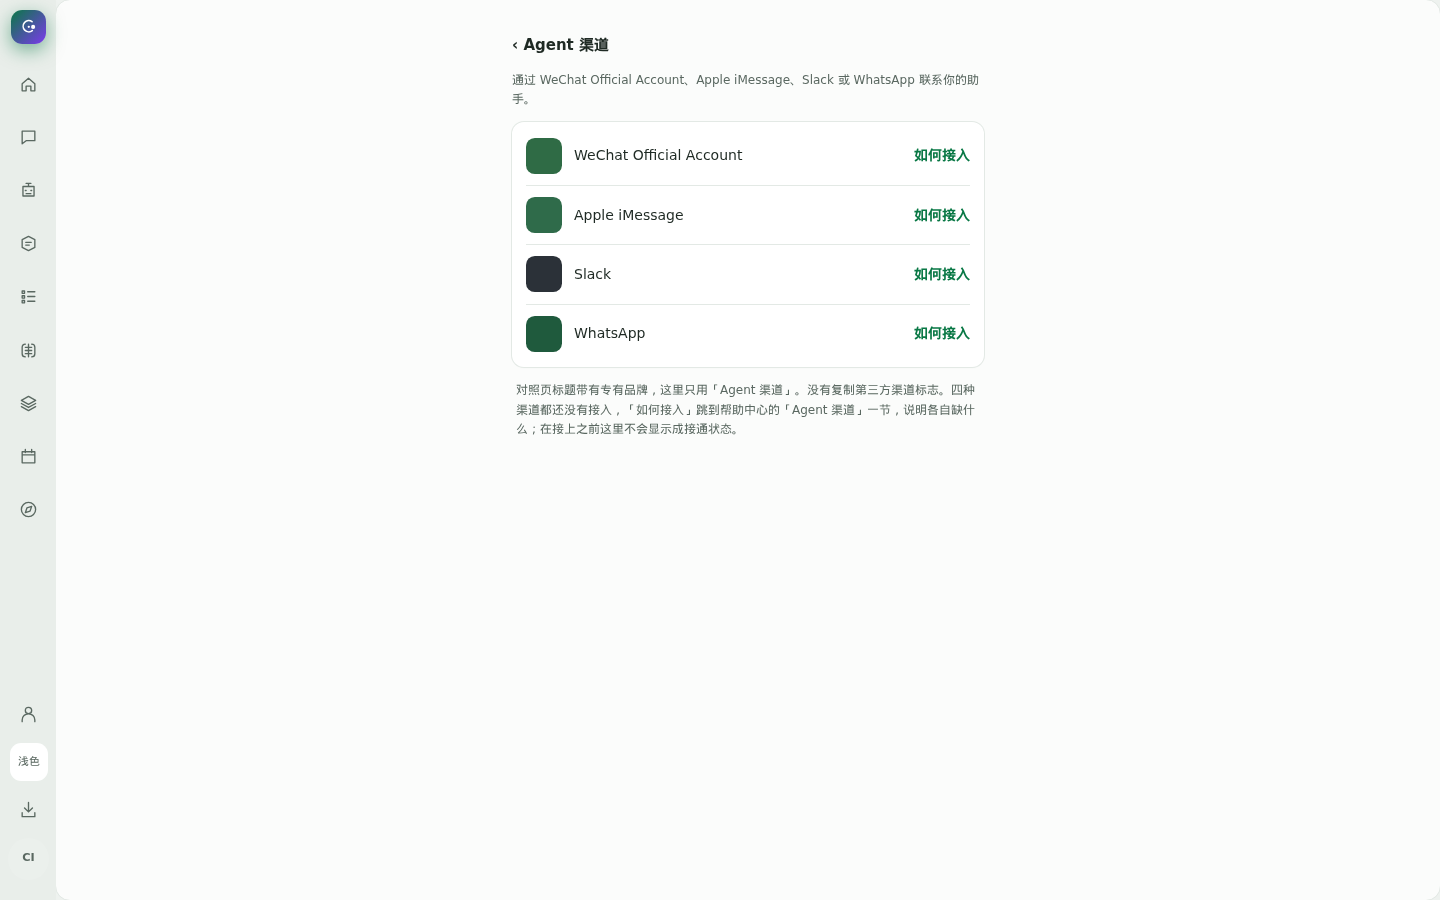 ‹ Agent 渠道
通过 WeChat Official Account、Apple iMessage、Slack 或 WhatsApp 联系你的助
手。
WeChat Official Account
如何接入
Apple iMessage
如何接入
Slack
如何接入
WhatsApp
如何接入
对照页标题带有专有品牌，这里只用「Agent 渠道」。没有复制第三方渠道标志。四种
渠道都还没有接入，「如何接入」跳到帮助中心的「Agent 渠道」一节，说明各自缺什
么；在接上之前这里不会显示成接通状态。
浅色
CI